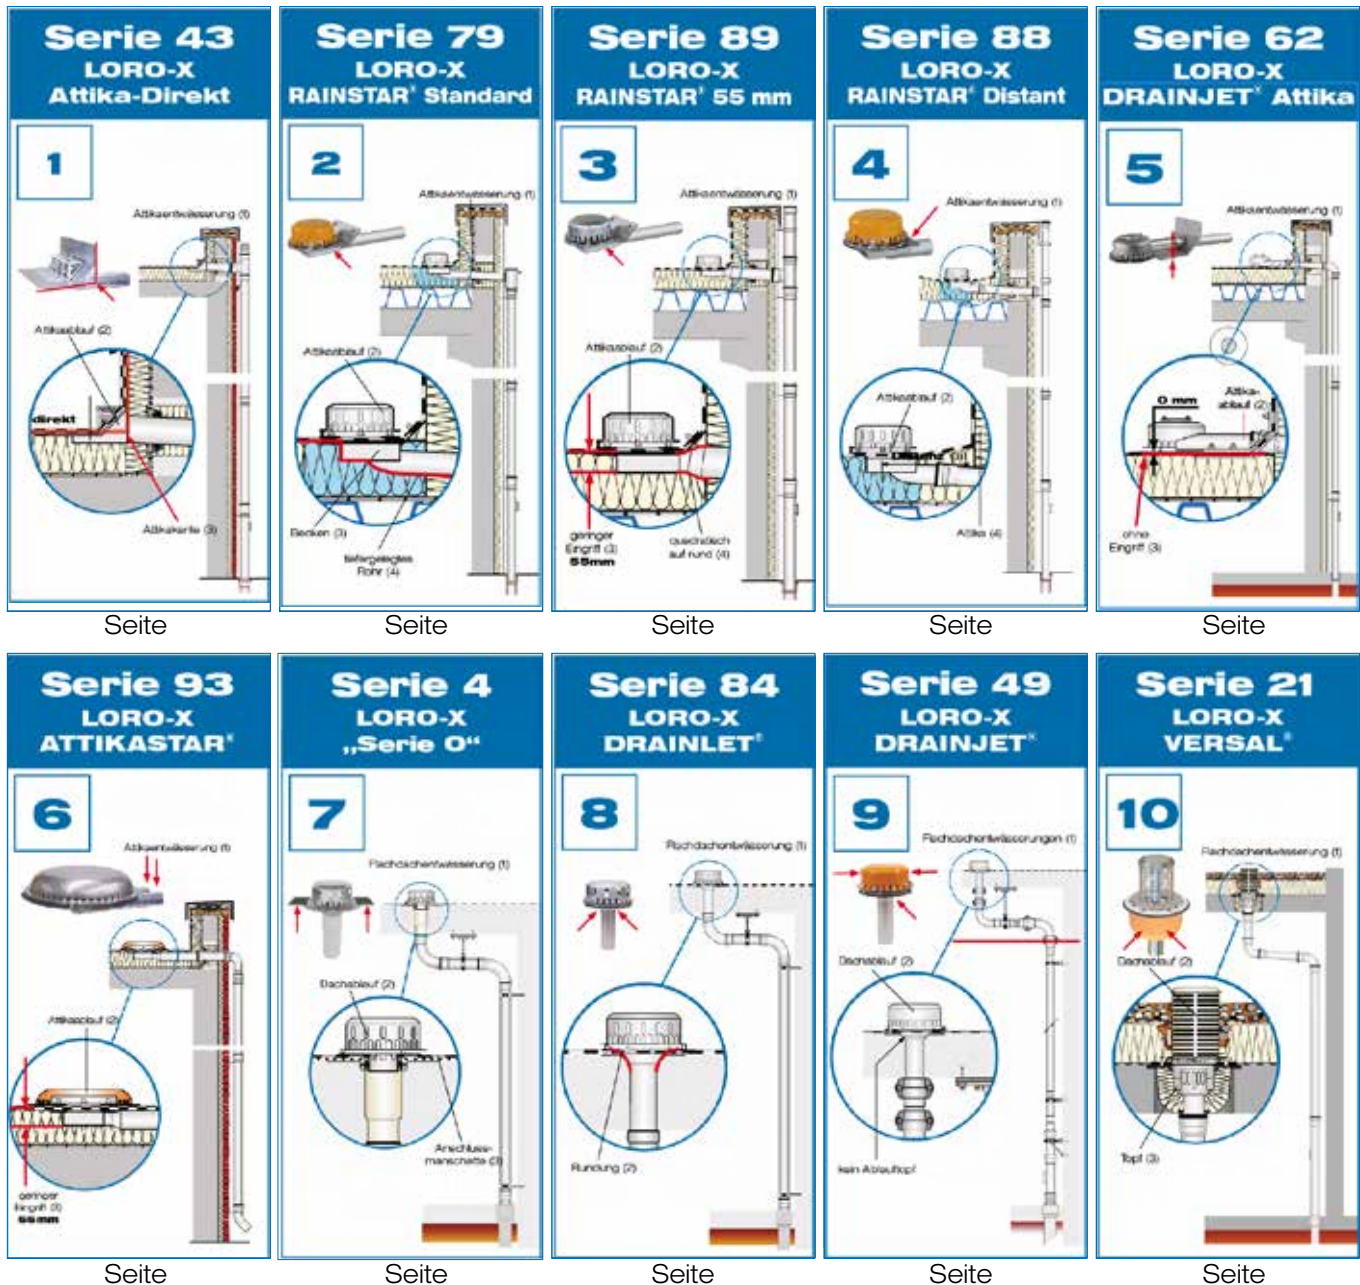 Serie 43
LORO-X
Attika-Direkt
1
Attikaentwässerung (1)
Attikaablauf (2)
direkt
Attikakante (3)
Seite
Serie 79
LORO-X
RAINSTAR® Standard
2
Attikaentwässerung (1)
Attikaablauf (2)
Becken (3)
tiefergelegtes
Rohr (4)
Seite
Serie 89
LORO-X
RAINSTAR® 55 mm
3
Attikaentwässerung (1)
Attikaablauf (2)
geringer
Eingriff (3)
55mm
quadratisch
auf rund (4)
Seite
Serie 88
LORO-X
RAINSTAR® Distant
4
Attikaentwässerung (1)
Attikaablauf (2)
Distanz (3)
Attika (4)
Seite
Serie 62
LORO-X
DRAINJET® Attika
5
Attikaentwässerung (1)
0 mm
Attika-
ablauf (2)
ohne
Eingriff (3)
Seite
Serie 93
LORO-X
ATTIKASTAR®
6
Attikaentwässerung (1)
Attikaablauf (2)
geringer
Eingriff (3)
55mm
Seite
Serie 4
LORO-X
„Serie O“
7
Flachdachentwässerung (1)
Dachablauf (2)
Anschluss-
manschette (3)
Seite
Serie 84
LORO-X
DRAINLET®
8
Flachdachentwässerung (1)
Rundung (2)
Seite
Serie 49
LORO-X
DRAINJET®
9
Flachdachentwässerungen (1)
Dachablauf (2)
kein Ablauftopf
Seite
Serie 21
LORO-X
VERSAL®
10
Flachdachentwässerung (1)
Dachablauf (2)
Topf (3)
Seite